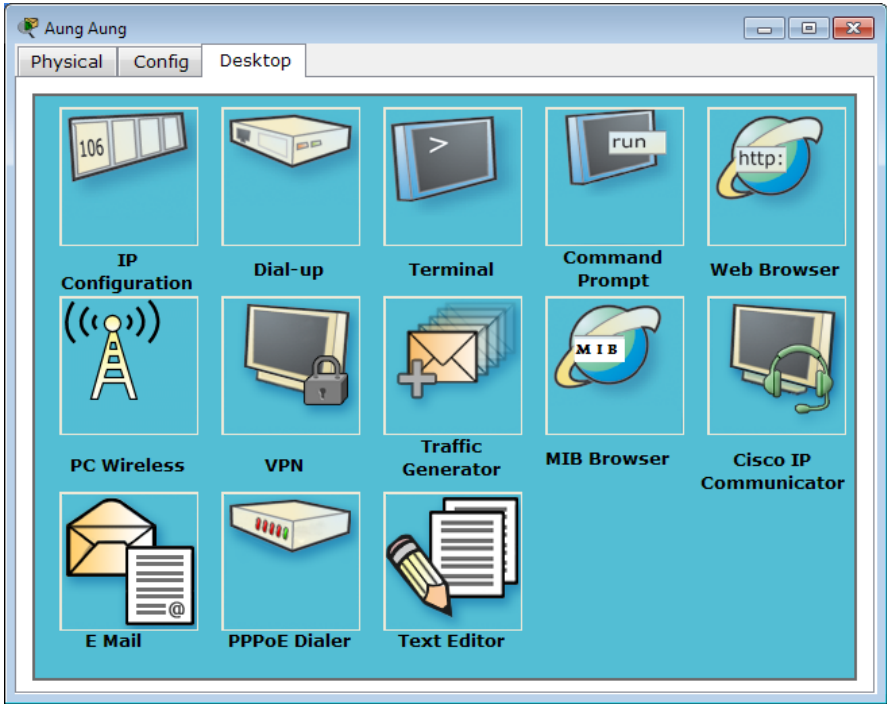 Aung Aung
Physical Config Desktop
106
>
run
http:
IP
Configuration
Dial-up
Terminal
Command
Prompt
Web Browser
MIB
PC Wireless
VPN
Traffic
Generator
MIB Browser
Cisco IP
Communicator
@
E Mail
PPPoE Dialer
Text Editor